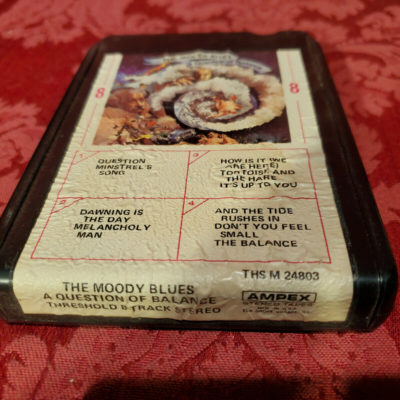 8
8
1
QUESTION
MINSTREL'S
SONG
3
HOW IS IT (WE
ARE HERE)
TORTOISE AND
THE HARE
IT'S UP TO YOU
2
DAWNING IS
THE DAY
MELANCHOLY
MAN
4
AND THE TIDE
RUSHES IN
DON'T YOU FEEL
SMALL
THE BALANCE
THS M 24803
THE MOODY BLUES
A QUESTION OF BALANCE
THRESHOLD 8-TRACK STEREO
AMPEX
STEREO TAPES